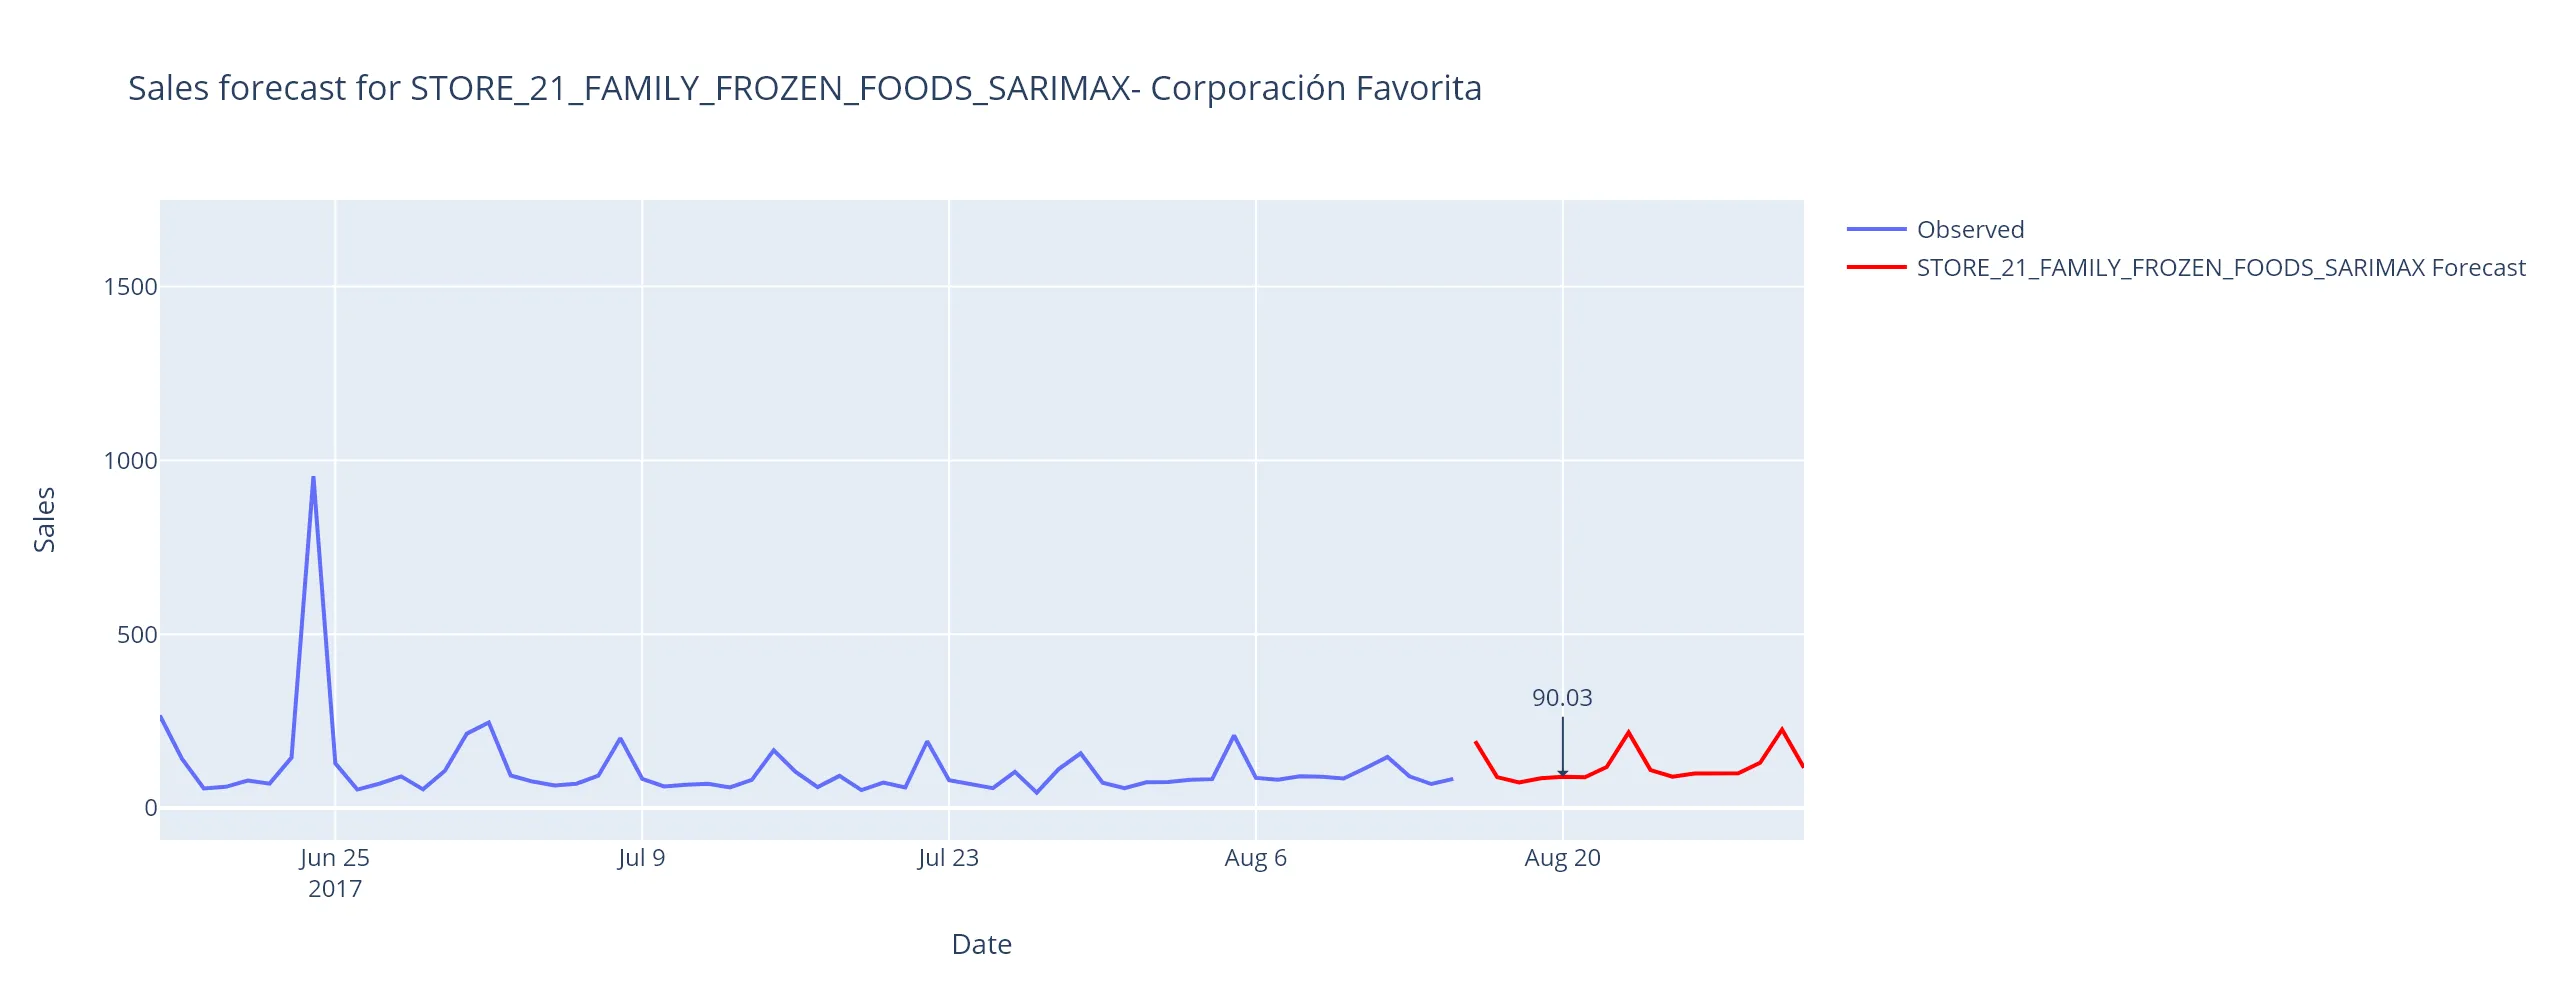 Sales forecast for STORE_21_FAMILY_FROZEN_FOODS_SARIMAX- Corporación Favorita
Observed
STORE_21_FAMILY_FROZEN_FOODS_SARIMAX Forecast
1500
1000
500
0
Sales
90.03
Jun 25
2017
Jul 9
Jul 23
Aug 6
Aug 20
Date